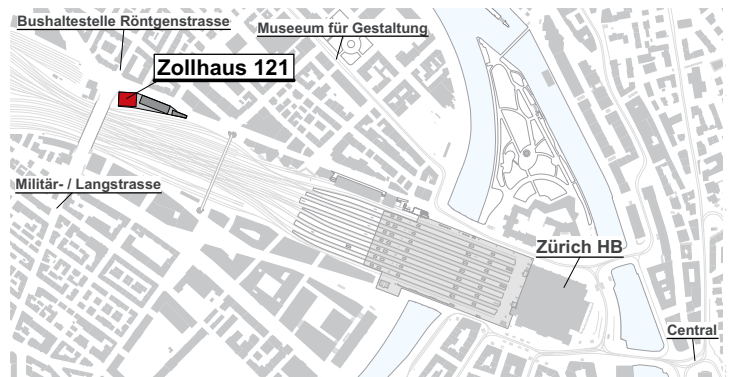 Bushaltestelle Röntgenstrasse
Museeum für Gestaltung
Zollhaus 121
Militär- / Langstrasse
Zürich HB
Central